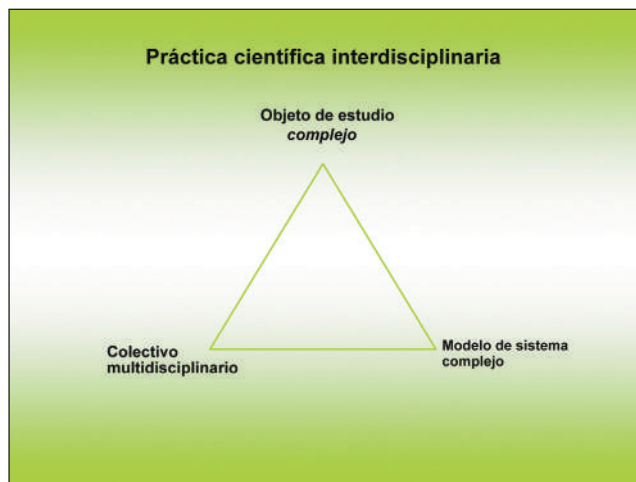 Práctica científica interdisciplinaria
Objeto de estudio
complejo
Colectivo
multidisciplinario
Modelo de sistema
complejo